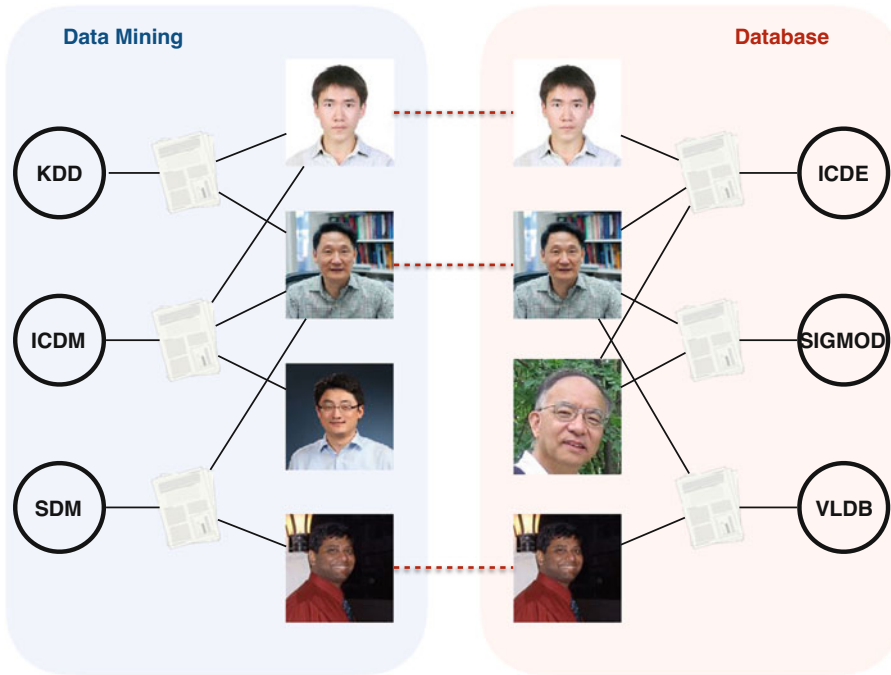 Data Mining
Database
KDD
ICDE
ICDM
SIGMOD
SDM
VLDB